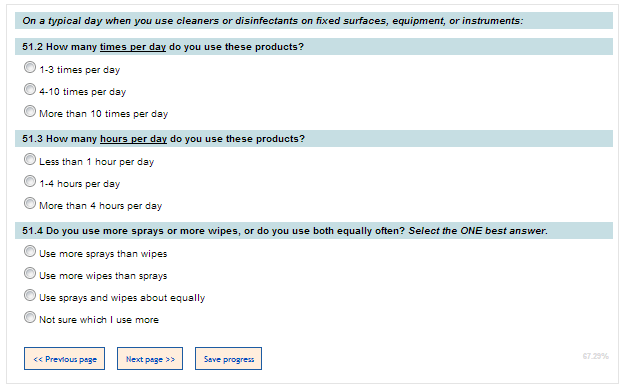 On a typical day when you use cleaners or disinfectants on fixed surfaces, equipment, or instruments:
51.2 How many times per day do you use these products?
1-3 times per day
4-10 times per day
More than 10 times per day
51.3 How many hours per day do you use these products?
Less than 1 hour per day
1-4 hours per day
More than 4 hours per day
51.4 Do you use more sprays or more wipes, or do you use both equally often? Select the ONE best answer.
Use more sprays than wipes
Use more wipes than sprays
Use sprays and wipes about equally
Not sure which I use more
<< Previous page Next page >> Save progress 67.29%